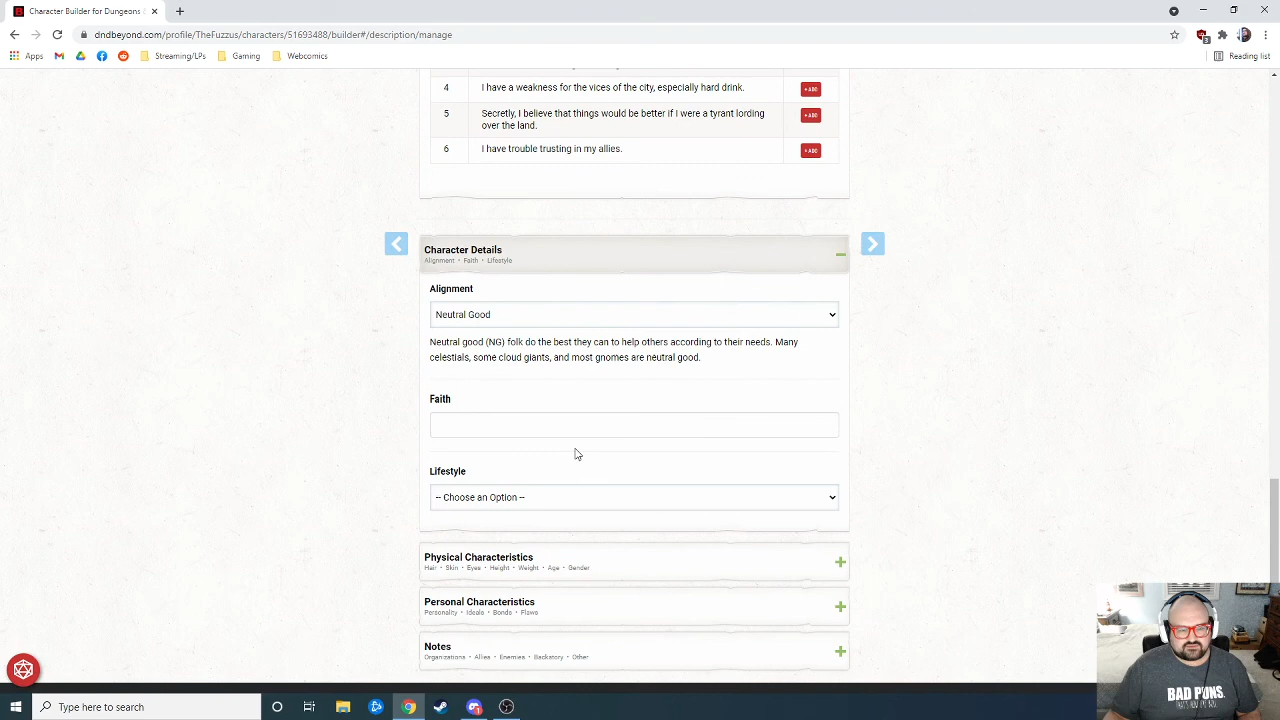 Character Builder for Dungeons
dndbeyond.com/profile/TheFuzzus/characters/51693488/builder#/description/manage
Apps
Streaming/LPs
Gaming
Webcomics
Reading list
4
I have a weakness for the vices of the city, especially hard drink.
+ ADD
5
Secretly, I believe that things would be better if I were a tyrant lording
over the land.
+ ADD
6
I have trouble trusting in my allies.
+ ADD
Character Details
Alignment • Faith • Lifestyle
Alignment
Neutral Good
Neutral good (NG) folk do the best they can to help others according to their needs. Many
celestials, some cloud giants, and most gnomes are neutral good.
Faith
Lifestyle
-- Choose an Option --
Physical Characteristics
Hair • Skin • Eyes • Height • Weight • Age • Gender
Personal Characteristics
Personality • Ideals • Bonds • Flaws
Notes
Organizations • Allies • Enemies • Backstory • Other
BAD PUNS.
Type here to search